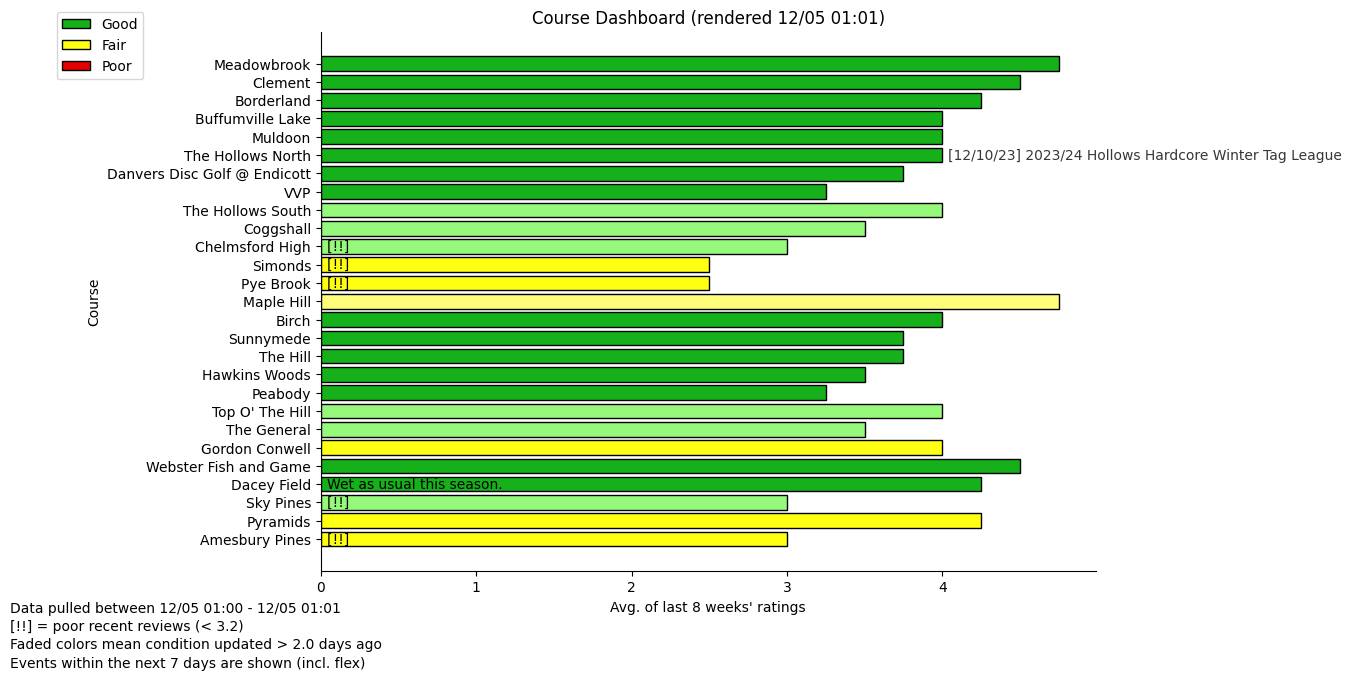 Good
Fair
Poor
Course Dashboard (rendered 12/05 01:01)
Course
Meadowbrook
Clement
Borderland
Buffumville Lake
Muldoon
The Hollows North [12/10/23] 2023/24 Hollows Hardcore Winter Tag League
Danvers Disc Golf @ Endicott
VVP
The Hollows South
Coggshall
Chelmsford High [!!]
Simonds [!!]
Pye Brook [!!]
Maple Hill
Birch
Sunnymede
The Hill
Hawkins Woods
Peabody
Top O' The Hill
The General
Gordon Conwell
Webster Fish and Game
Dacey Field Wet as usual this season.
Sky Pines [!!]
Pyramids
Amesbury Pines [!!]
0 1 2 3 4
Avg. of last 8 weeks' ratings
Data pulled between 12/05 01:00 - 12/05 01:01
[!!] = poor recent reviews (< 3.2)
Faded colors mean condition updated > 2.0 days ago
Events within the next 7 days are shown (incl. flex)